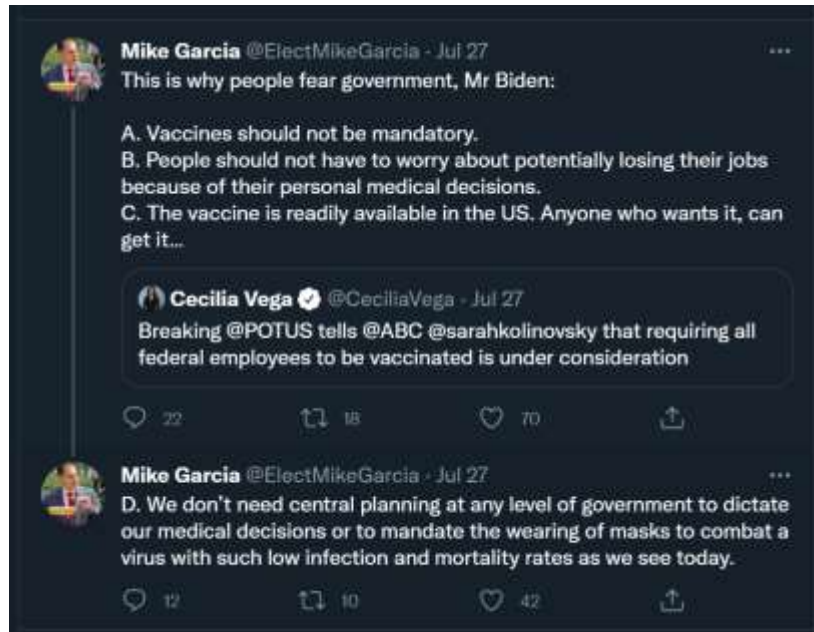 Mike Garcia @ElectMikeGarcia · Jul 27
This is why people fear government, Mr Biden:
A. Vaccines should not be mandatory.
B. People should not have to worry about potentially losing their jobs
because of their personal medical decisions.
C. The vaccine is readily available in the US. Anyone who wants it, can
get it...
Cecilia Vega @CeciliaVega · Jul 27
Breaking @POTUS tells @ABC @sarahkolinovsky that requiring all
federal employees to be vaccinated is under consideration
22 18 70
Mike Garcia @ElectMikeGarcia · Jul 27
D. We don't need central planning at any level of government to dictate
our medical decisions or to mandate the wearing of masks to combat a
virus with such low infection and mortality rates as we see today.
12 10 42